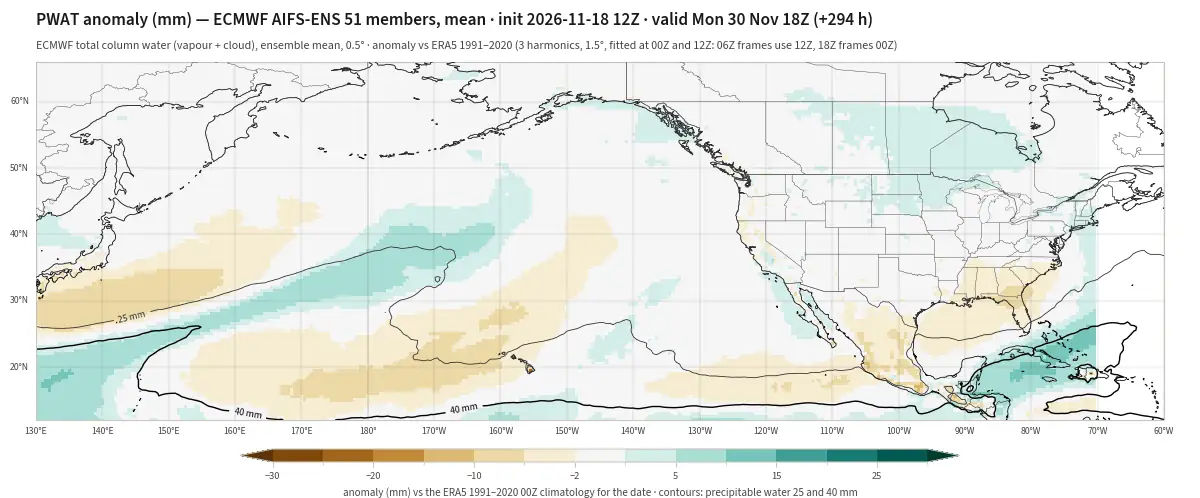 PWAT anomaly (mm) — ECMWF AIFS-ENS 51 members, mean · init 2026-11-18 12Z · valid Mon 30 Nov 18Z (+294 h)
ECMWF total column water (vapour + cloud), ensemble mean, 0.5° · anomaly vs ERA5 1991–2020 (3 harmonics, 1.5°, fitted at 00Z and 12Z: 06Z frames use 12Z, 18Z frames 00Z)
60°N
50°N
40°N
30°N
20°N
25 mm
40 mm
40 mm
130°E 140°E 150°E 160°E 170°E 180° 170°W 160°W 150°W 140°W 130°W 120°W 110°W 100°W 90°W 80°W 70°W 60°W
−30 −20 −10 −2 5 15 25
anomaly (mm) vs the ERA5 1991–2020 00Z climatology for the date · contours: precipitable water 25 and 40 mm